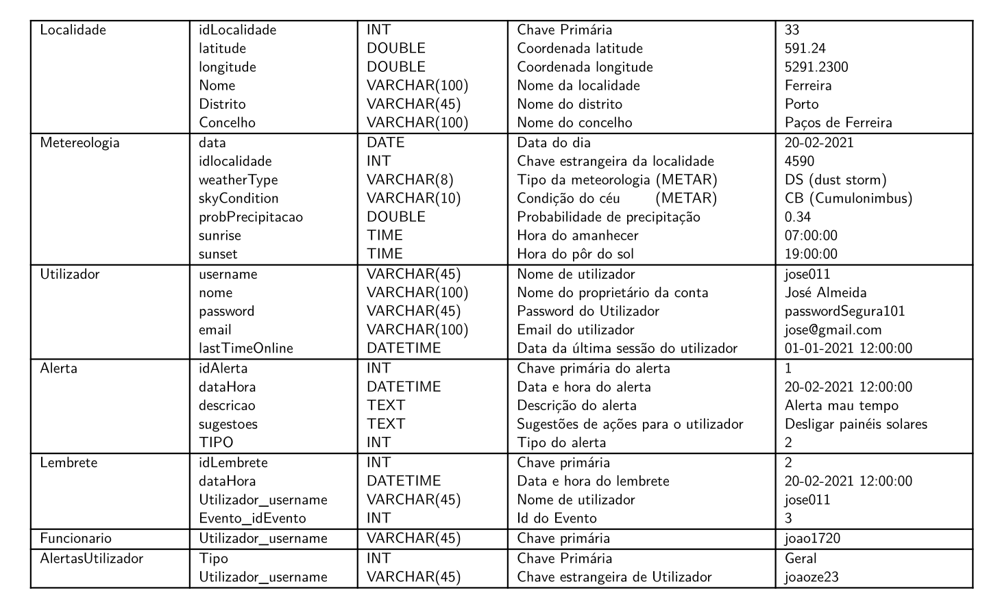 Localidade idLocalidade INT Chave Primária 33
latitude DOUBLE Coordenada latitude 591.24
longitude DOUBLE Coordenada longitude 5291.2300
Nome VARCHAR(100) Nome da localidade Ferreira
Distrito VARCHAR(45) Nome do distrito Porto
Concelho VARCHAR(100) Nome do concelho Paços de Ferreira
Metereologia data DATE Data do dia 20-02-2021
idlocalidade INT Chave estrangeira da localidade 4590
weatherType VARCHAR(8) Tipo da meteorologia (METAR) DS (dust storm)
skyCondition VARCHAR(10) Condição do céu (METAR) CB (Cumulonimbus)
probPrecipitacao DOUBLE Probabilidade de precipitação 0.34
sunrise TIME Hora do amanhecer 07:00:00
sunset TIME Hora do pôr do sol 19:00:00
Utilizador username VARCHAR(45) Nome de utilizador jose011
nome VARCHAR(100) Nome do proprietário da conta José Almeida
password VARCHAR(45) Password do Utilizador passwordSegura101
email VARCHAR(100) Email do utilizador jose@gmail.com
lastTimeOnline DATETIME Data da última sessão do utilizador 01-01-2021 12:00:00
Alerta idAlerta INT Chave primária do alerta 1
dataHora DATETIME Data e hora do alerta 20-02-2021 12:00:00
descricao TEXT Descrição do alerta Alerta mau tempo
sugestoes TEXT Sugestões de ações para o utilizador Desligar painéis solares
TIPO INT Tipo do alerta 2
Lembrete idLembrete INT Chave primária 2
dataHora DATETIME Data e hora do lembrete 20-02-2021 12:00:00
Utilizador_username VARCHAR(45) Nome de utilizador jose011
Evento_idEvento INT Id do Evento 3
Funcionario Utilizador_username VARCHAR(45) Chave primária joao1720
AlertasUtilizador Tipo INT Chave Primária Geral
Utilizador_username VARCHAR(45) Chave estrangeira de Utilizador joaoze23